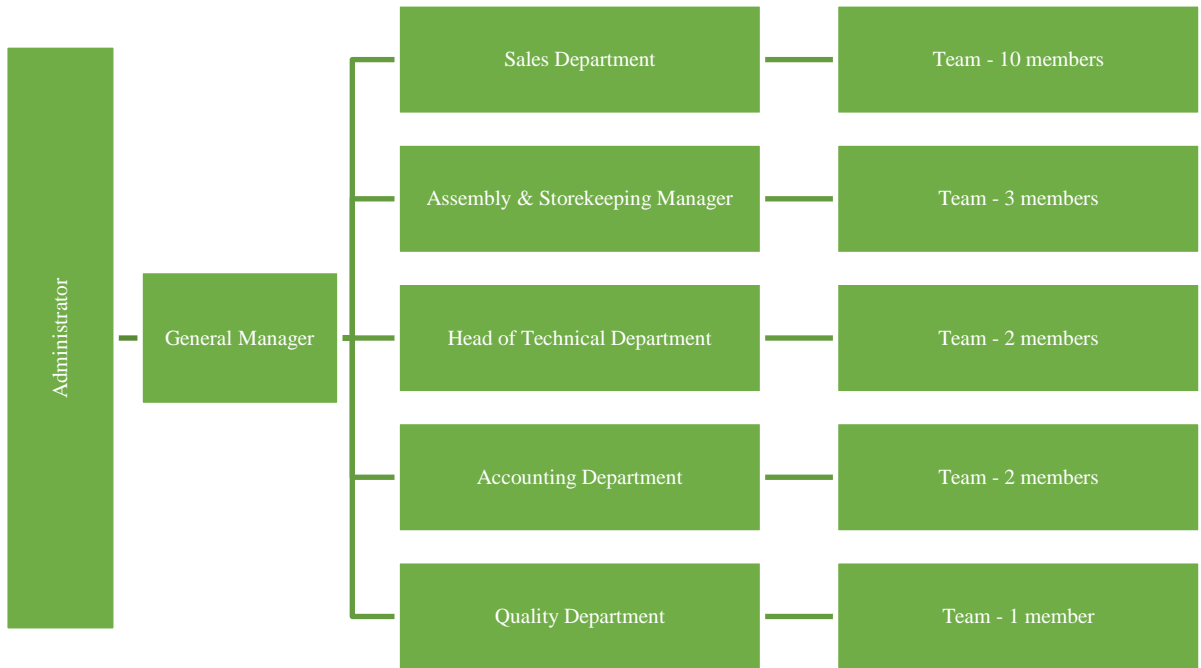 Administrator
General Manager
Sales Department
Team - 10 members
Assembly & Storekeeping Manager
Team - 3 members
Head of Technical Department
Team - 2 members
Accounting Department
Team - 2 members
Quality Department
Team - 1 member